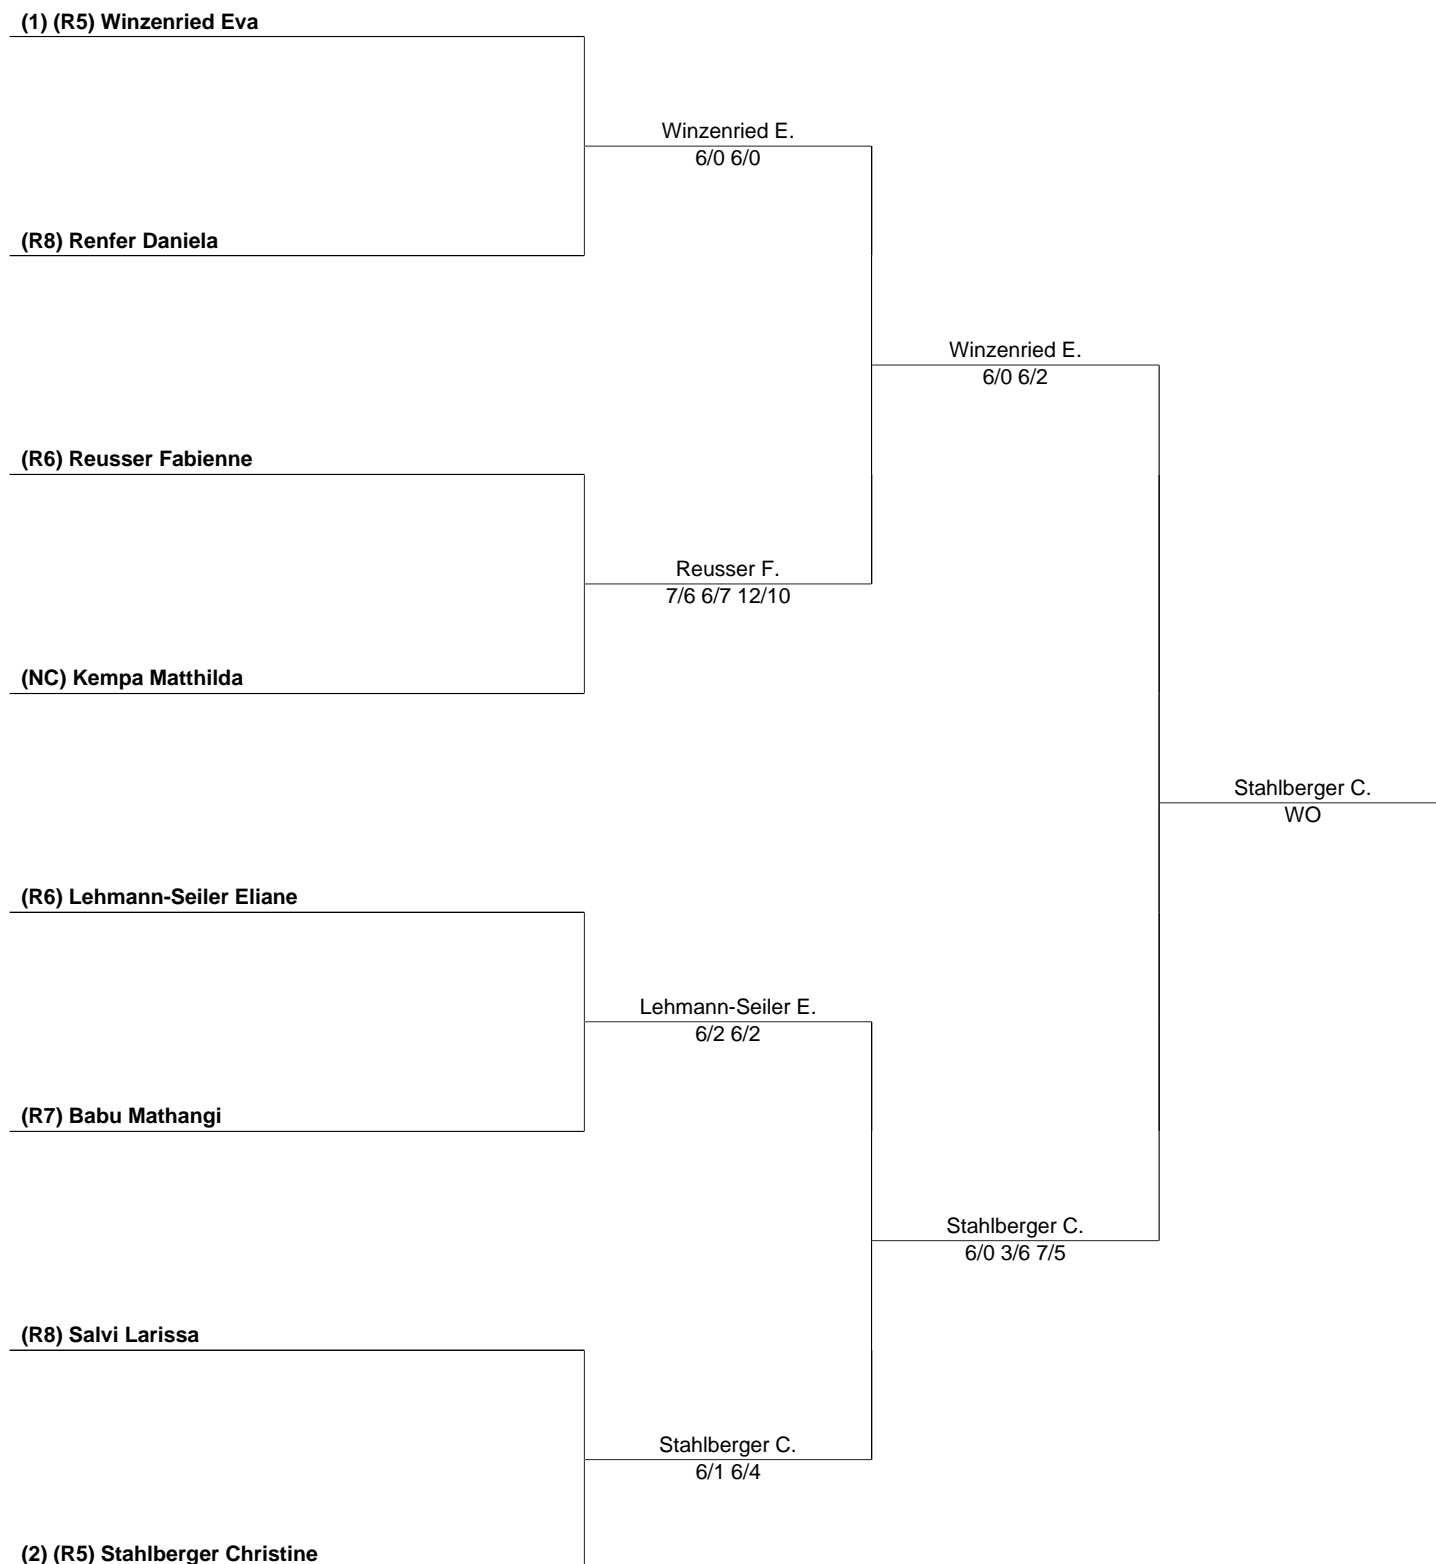 (1) (R5) Winzenried Eva
Winzenried E.
6/0 6/0
(R8) Renfer Daniela
Winzenried E.
6/0 6/2
(R6) Reusser Fabienne
Reusser F.
7/6 6/7 12/10
(NC) Kempa Matthilda
Stahlberger C.
WO
(R6) Lehmann-Seiler Eliane
Lehmann-Seiler E.
6/2 6/2
(R7) Babu Mathangi
Stahlberger C.
6/0 3/6 7/5
(R8) Salvi Larissa
Stahlberger C.
6/1 6/4
(2) (R5) Stahlberger Christine